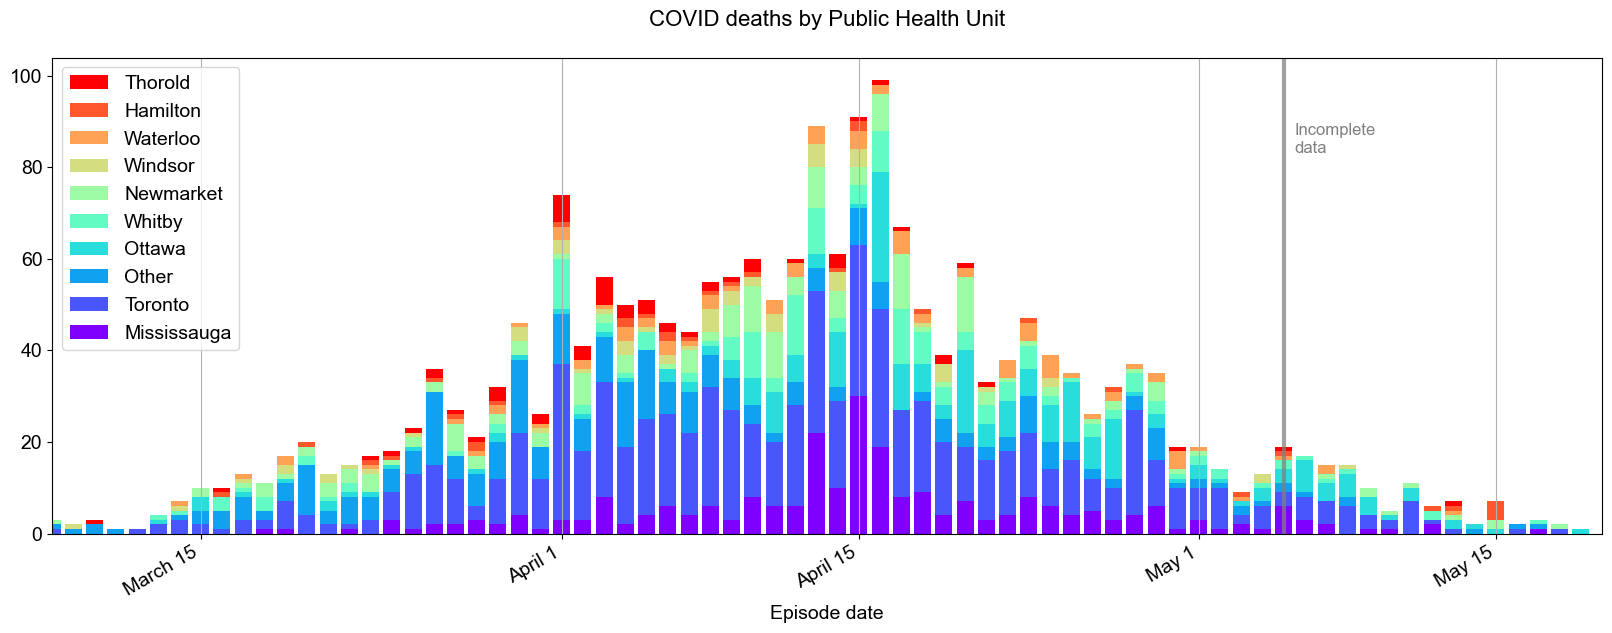 COVID deaths by Public Health Unit
100
80
60
40
20
0
Thorold
Hamilton
Waterloo
Windsor
Newmarket
Whitby
Ottawa
Other
Toronto
Mississauga
Incomplete
data
March 15
April 1
April 15
May 1
May 15
Episode date